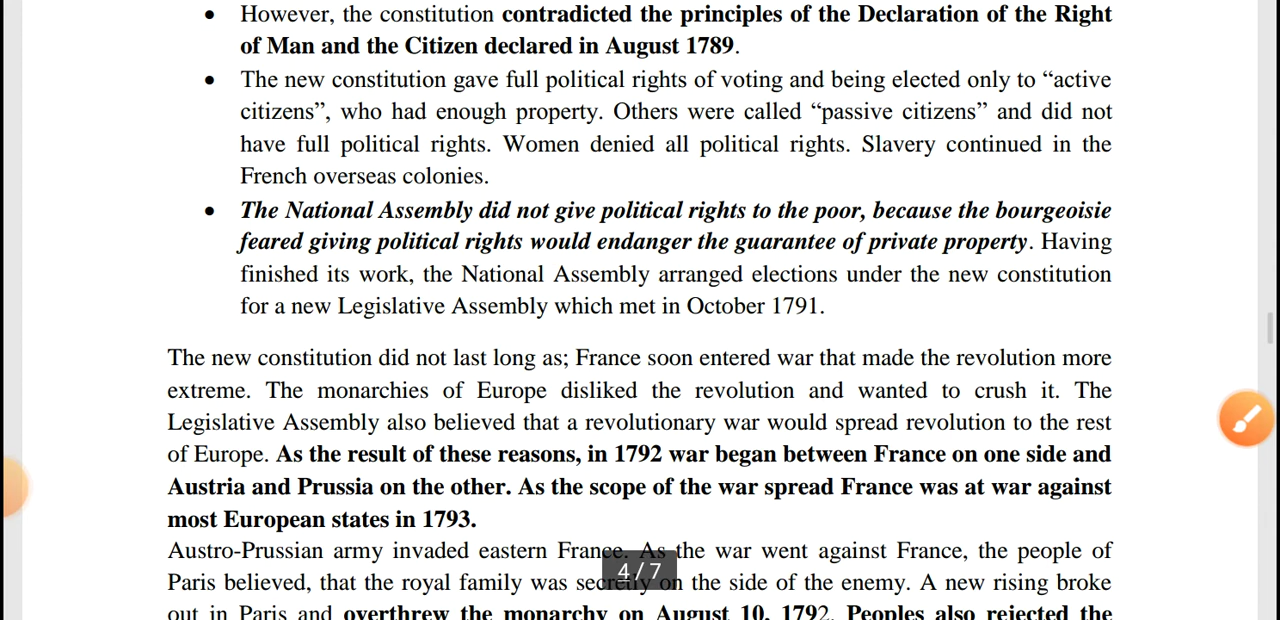 • However, the constitution contradicted the principles of the Declaration of the Right
of Man and the Citizen declared in August 1789.
• The new constitution gave full political rights of voting and being elected only to “active
citizens”, who had enough property. Others were called “passive citizens” and did not
have full political rights. Women denied all political rights. Slavery continued in the
French overseas colonies.
• The National Assembly did not give political rights to the poor, because the bourgeoisie
feared giving political rights would endanger the guarantee of private property. Having
finished its work, the National Assembly arranged elections under the new constitution
for a new Legislative Assembly which met in October 1791.
The new constitution did not last long as; France soon entered war that made the revolution more
extreme. The monarchies of Europe disliked the revolution and wanted to crush it. The
Legislative Assembly also believed that a revolutionary war would spread revolution to the rest
of Europe. As the result of these reasons, in 1792 war began between France on one side and
Austria and Prussia on the other. As the scope of the war spread France was at war against
most European states in 1793.
Austro-Prussian army invaded eastern France. As the war went against France, the people of
4/7
Paris believed, that the royal family was secretly on the side of the enemy. A new rising broke
out in Paris and overthrew the monarchy on August 10, 1792. Peoples also rejected the